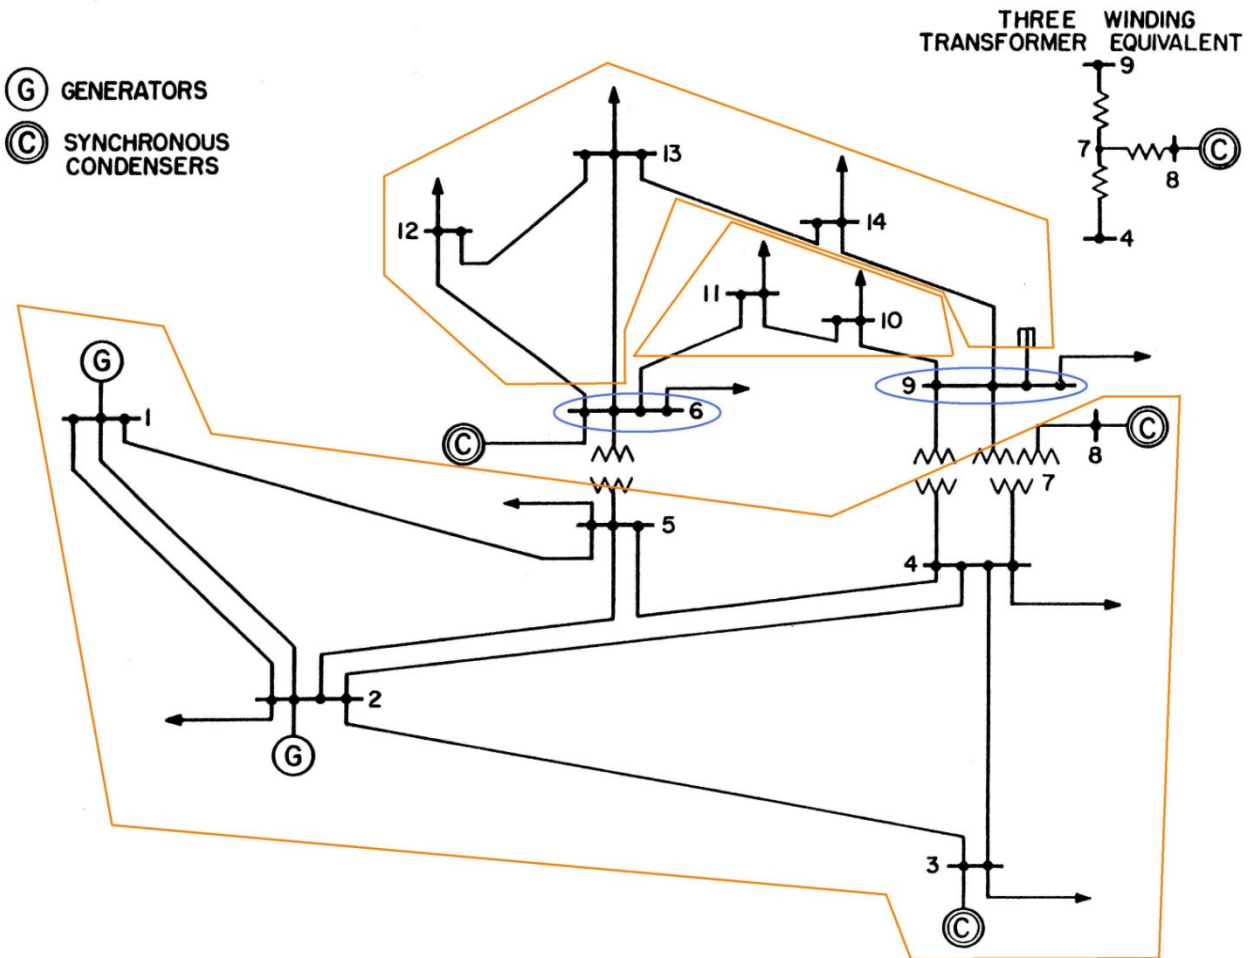 THREE WINDING
TRANSFORMER EQUIVALENT
9
7
8
C
4
G GENERATORS
C SYNCHRONOUS
CONDENSERS
13
12
14
11
10
G
1
9
6
C
8
C
7
5
4
2
G
3
C